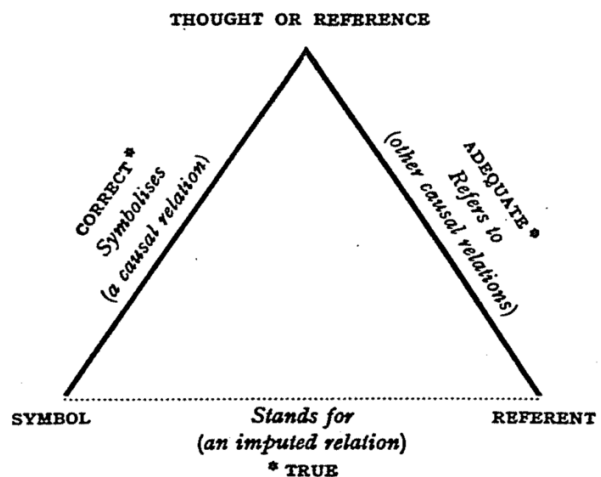 THOUGHT OR REFERENCE
CORRECT*
Symbolises
(a causal relation)
ADEQUATE*
Refers to
(other causal relations)
SYMBOL
Stands for
(an imputed relation)
* TRUE
REFERENT